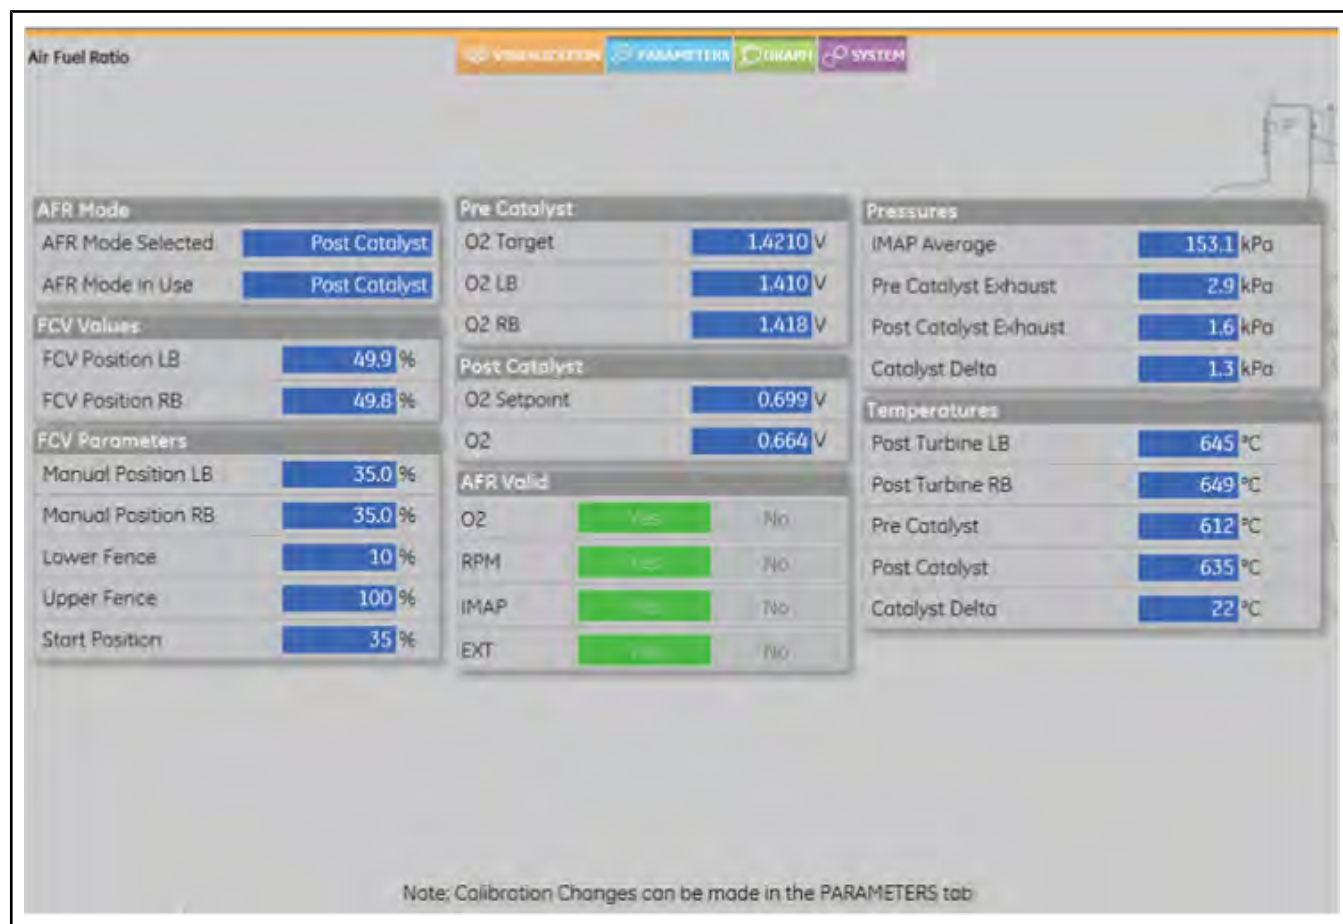 Air Fuel Ratio
VISUALIZATION PARAMETERS GRAPH SYSTEM
AFR Mode
AFR Mode Selected Post Catalyst
AFR Mode in Use Post Catalyst
FCV Values
FCV Position LB 49.9 %
FCV Position RB 49.8 %
FCV Parameters
Manual Position LB 35.0 %
Manual Position RB 35.0 %
Lower Fence 10 %
Upper Fence 100 %
Start Position 35 %
Pre Catalyst
O2 Target 1.4210 V
O2 LB 1.410 V
O2 RB 1.418 V
Post Catalyst
O2 Setpoint 0.699 V
O2 0.664 V
AFR Valid
O2 Yes No
RPM Yes No
IMAP Yes No
EXT Yes No
Pressures
IMAP Average 153.1 kPa
Pre Catalyst Exhaust 2.9 kPa
Post Catalyst Exhaust 1.6 kPa
Catalyst Delta 1.3 kPa
Temperatures
Post Turbine LB 645 °C
Post Turbine RB 649 °C
Pre Catalyst 612 °C
Post Catalyst 635 °C
Catalyst Delta 22 °C
Note: Calibration Changes can be made in the PARAMETERS tab